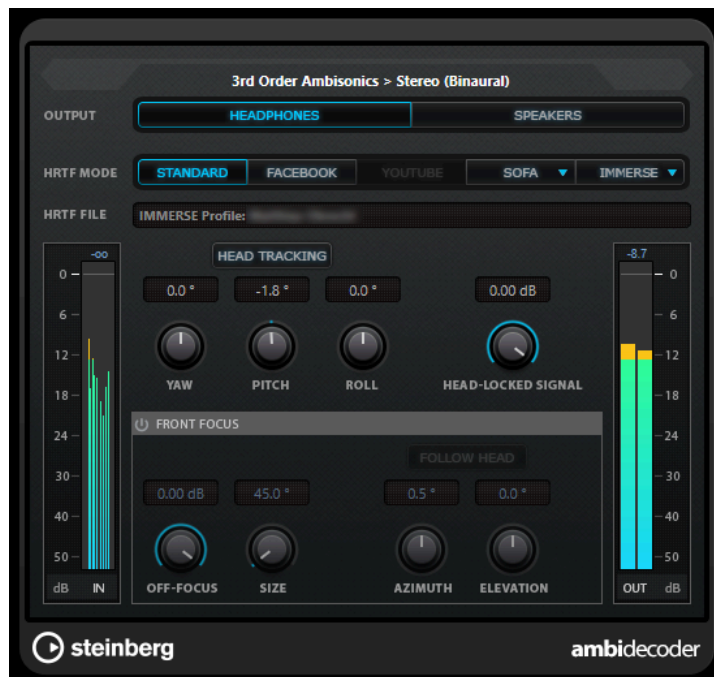 3rd Order Ambisonics > Stereo (Binaural)
OUTPUT HEADPHONES SPEAKERS
HRTF MODE STANDARD FACEBOOK YOUTUBE SOFA IMMERSE
HRTF FILE IMMERSE Profile:
-∞ HEAD TRACKING -8.7
0 0.0 ° -1.8 ° 0.0 ° 0.00 dB 0
6 6
12 12
YAW PITCH ROLL HEAD-LOCKED SIGNAL
18 18
FRONT FOCUS
24 24
FOLLOW HEAD
30 30
0.00 dB 45.0 ° 0.5 ° 0.0 °
40 40
50 50
dB IN OFF-FOCUS SIZE AZIMUTH ELEVATION OUT dB
steinberg ambidecoder